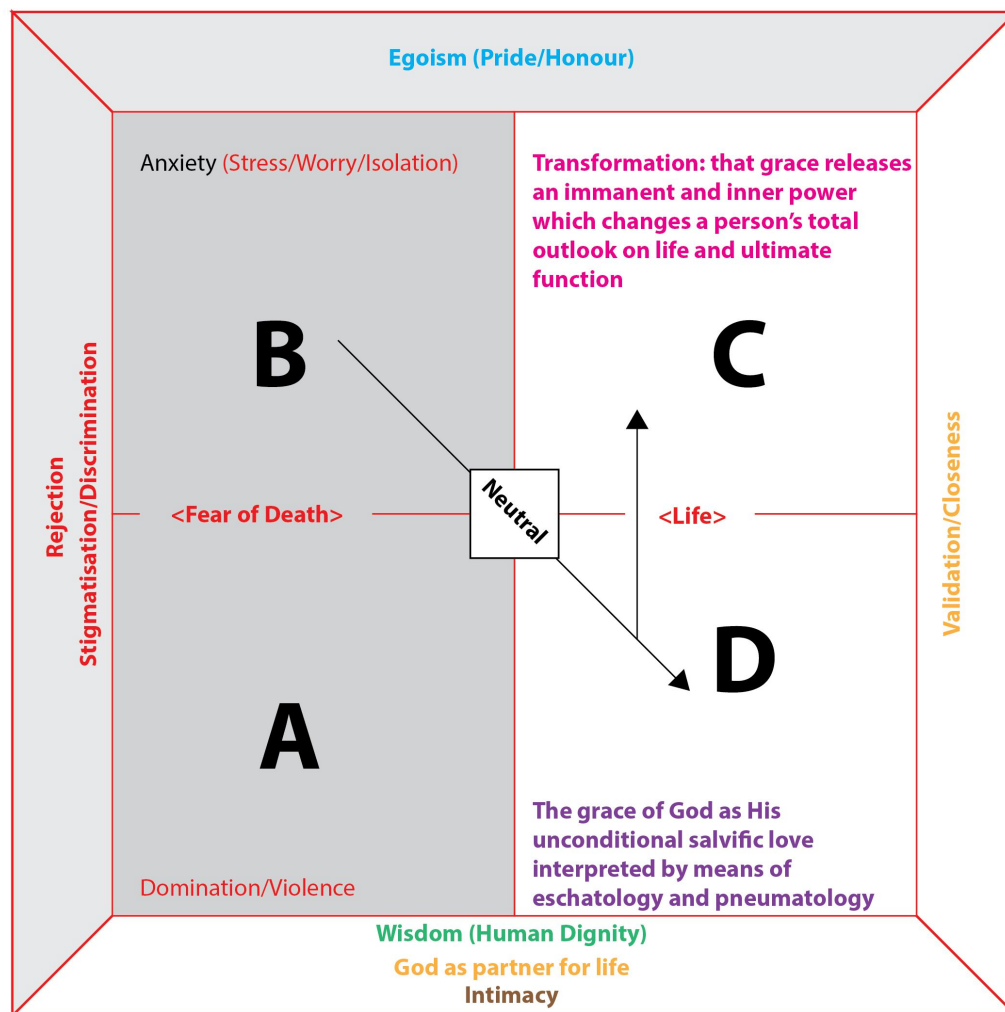 Egoism (Pride/Honour)
Anxiety (Stress/Worry/Isolation)
Transformation: that grace releases
an immanent and inner power
which changes a person's total
outlook on life and ultimate
function
B
C
Rejection
Stigmatisation/Discrimination
<Fear of Death>
Neutral
<Life>
Validation/Closeness
A
D
The grace of God as His
unconditional salvific love
interpreted by means of
eschatology and pneumatology
Domination/Violence
Wisdom (Human Dignity)
God as partner for life
Intimacy